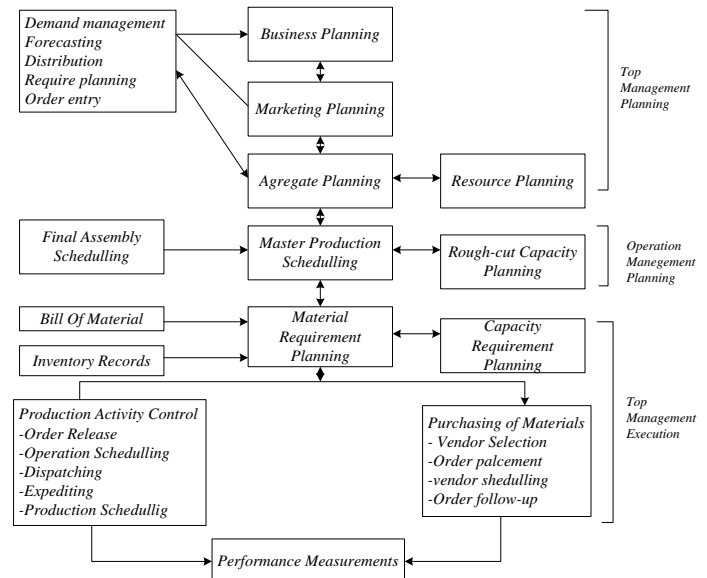 Demand management
Forecasting
Distribution
Require planning
Order entry
Business Planning
Marketing Planning
Top
Management
Planning
Agregate Planning
Resource Planning
Final Assembly
Schedulling
Master Production
Schedulling
Rough-cut Capacity
Planning
Operation
Manegement
Planning
Bill Of Material
Inventory Records
Material
Requirement
Planning
Capacity
Requirement
Planning
Top
Management
Execution
Production Activity Control
-Order Release
-Operation Schedulling
-Dispatching
-Expediting
-Production Schedullig
Purchasing of Materials
- Vendor Selection
-Order palcement
-vendor shedulling
-Order follow-up
Performance Measurements